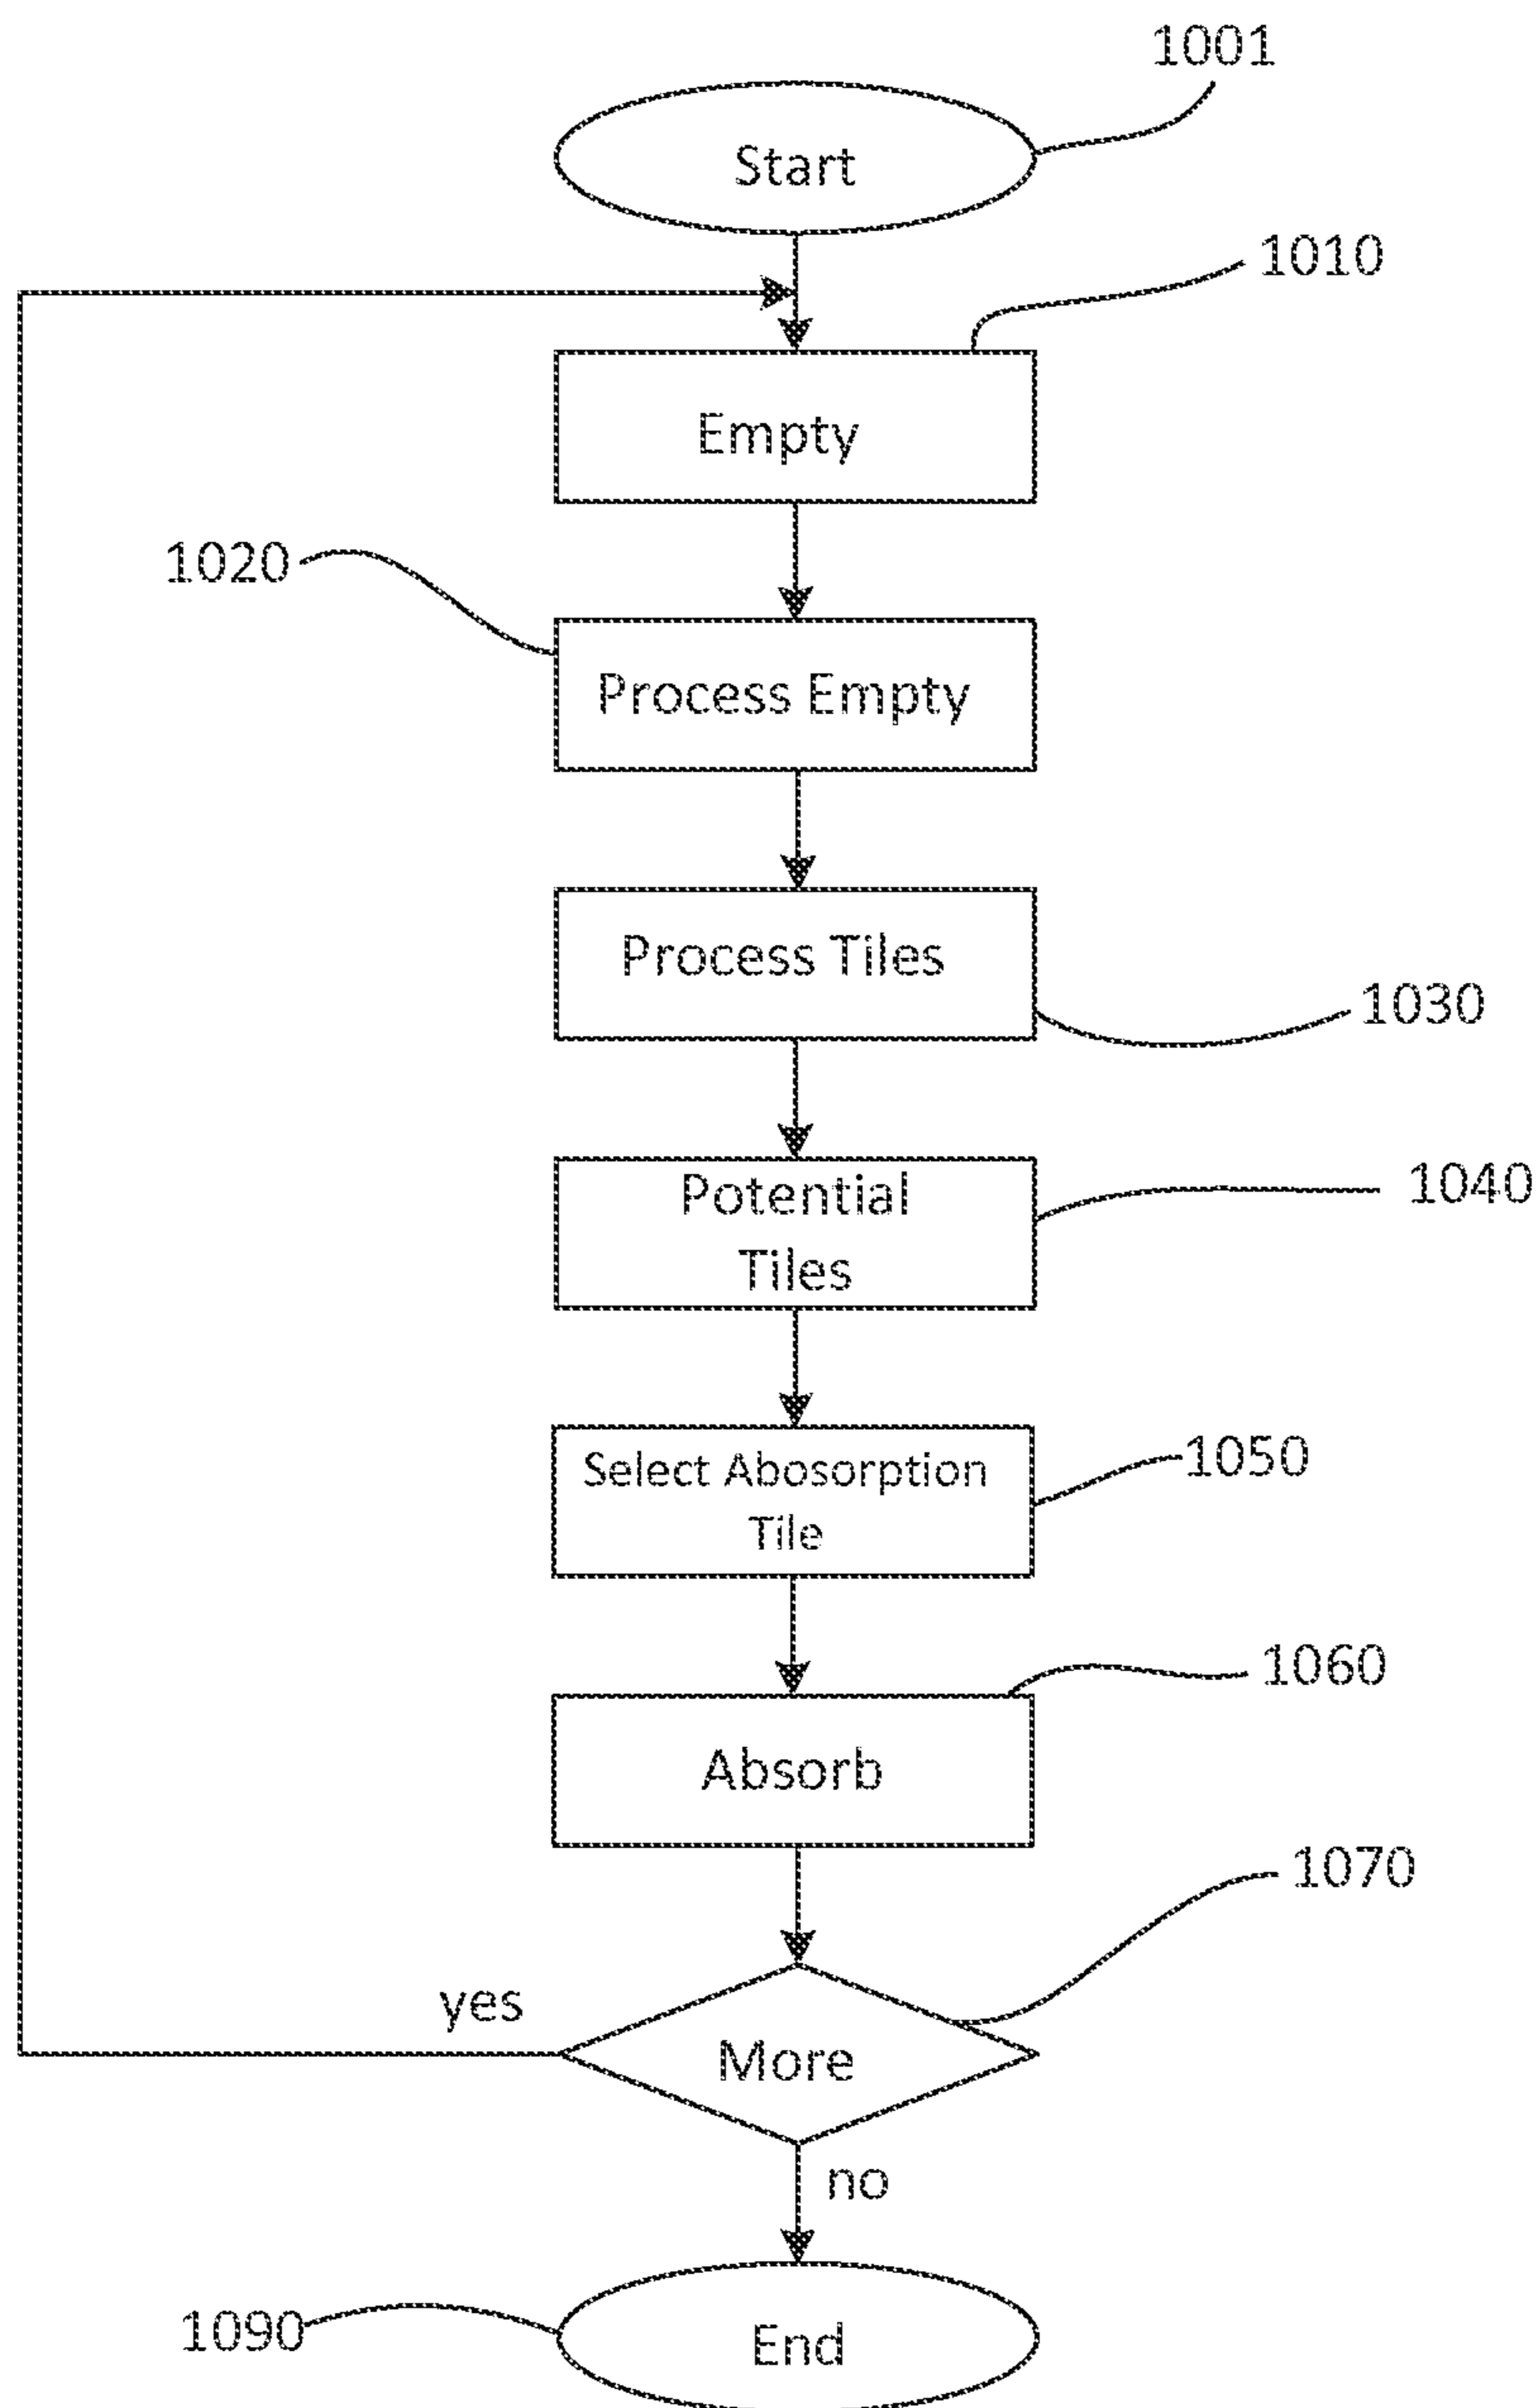 1001
Start
1010
Empty
1020
Process Empty
Process Tiles
1030
Potential
Tiles
1040
Select Abosorption
Tile
1050
1060
Absorb
1070
yes
More
no
1090
End